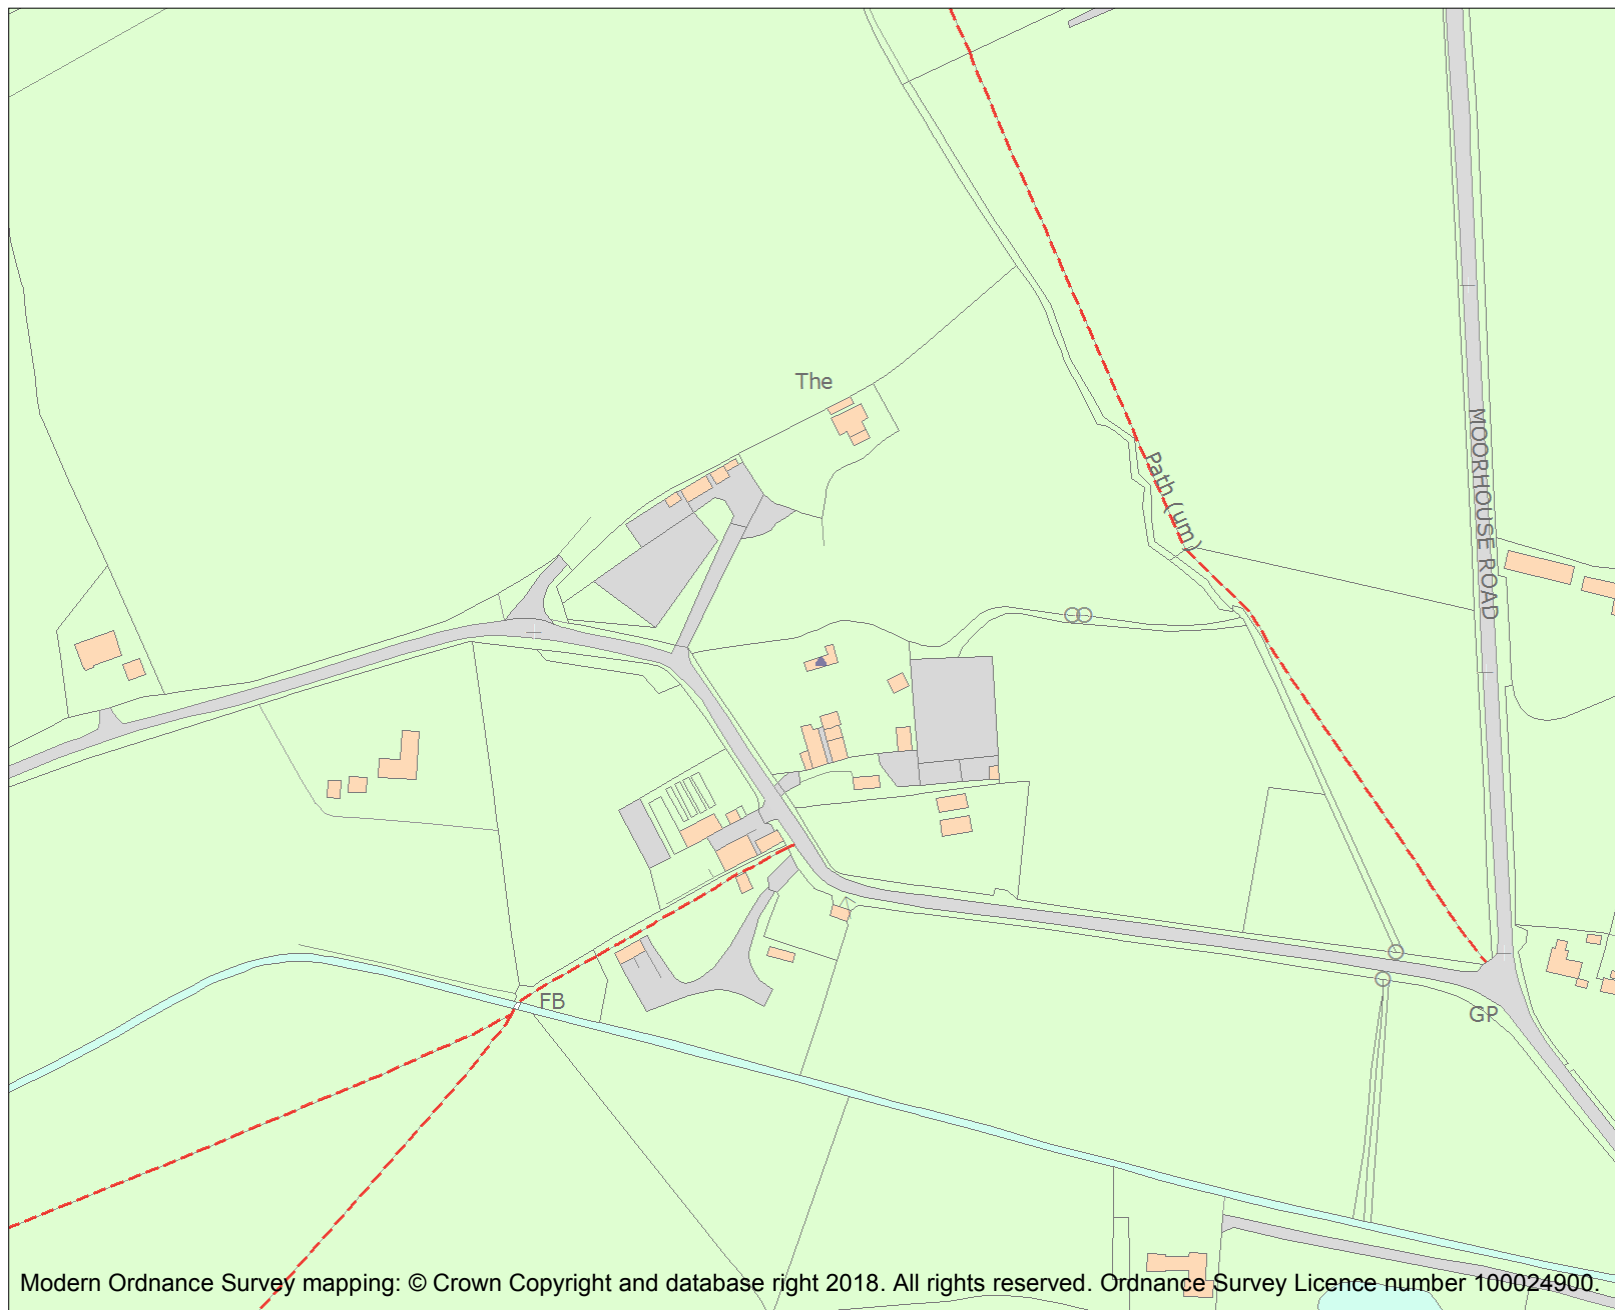 The
Path (um)
MOORHOUSE ROAD
FB
GP
Modern Ordnance Survey mapping: © Crown Copyright and database right 2018. All rights reserved. Ordnance Survey Licence number 100024900.